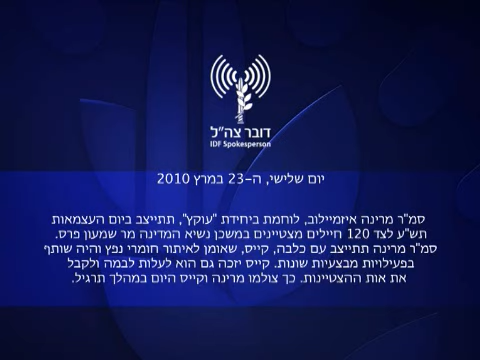 דובר צה"ל
IDF Spokesperson
יום שלישי, ה-23 במרץ 2010
סמ"ר מרינה איזמיילוב, לוחמת ביחידת "עוקץ", תתייצב ביום העצמאות
תש"ע לצד 120 חיילים מצטיינים במשכן נשיא המדינה מר שמעון פרס.
סמ"ר מרינה תתייצב עם כלבה, קייס, שאומן לאיתור חומרי נפץ והיה שותף
בפעילויות מבצעיות שונות. קייס יזכה גם הוא לעלות לבמה ולקבל
את אות ההצטיינות. כך צולמו מרינה וקייס היום במהלך תרגיל.